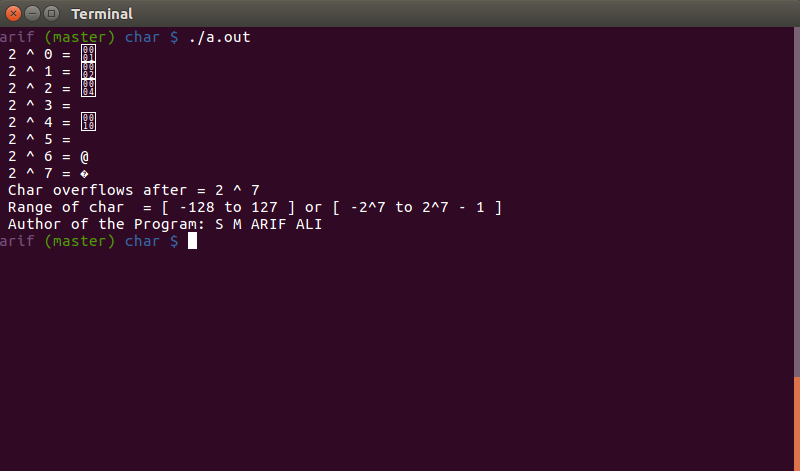 Terminal
arif (master) char $ ./a.out
2 ^ 0 = 0001
2 ^ 1 = 0002
2 ^ 2 = 0004
2 ^ 3 =
2 ^ 4 = 0010
2 ^ 5 =
2 ^ 6 = @
2 ^ 7 = �
Char overflows after = 2 ^ 7
Range of char  = [ -128 to 127 ] or [ -2^7 to 2^7 - 1 ]
Author of the Program: S M ARIF ALI
arif (master) char $